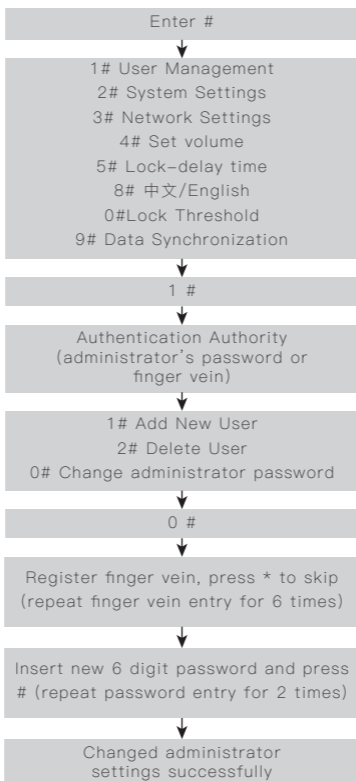 Enter #
1# User Management
2# System Settings
3# Network Settings
4# Set volume
5# Lock-delay time
8# 中文/English
0#Lock Threshold
9# Data Synchronization
1 #
Authentication Authority
(administrator's password or
finger vein)
1# Add New User
2# Delete User
0# Change administrator password
0 #
Register finger vein, press * to skip
(repeat finger vein entry for 6 times)
Insert new 6 digit password and press
# (repeat password entry for 2 times)
Changed administrator
settings successfully